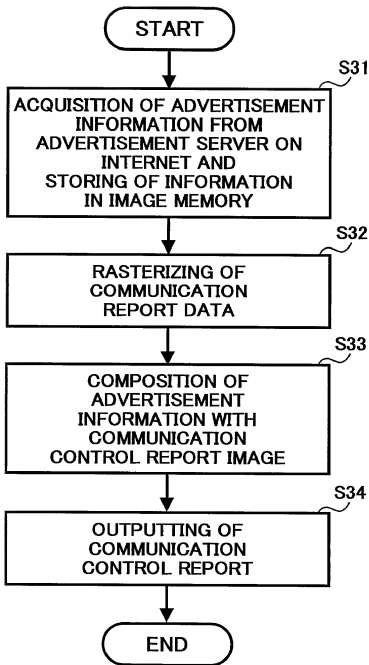 START
S31
ACQUISITION OF ADVERTISEMENT
INFORMATION FROM
ADVERTISEMENT SERVER ON
INTERNET AND
STORING OF INFORMATION
IN IMAGE MEMORY
S32
RASTERIZING OF
COMMUNICATION
REPORT DATA
S33
COMPOSITION OF
ADVERTISEMENT
INFORMATION WITH
COMMUNICATION
CONTROL REPORT IMAGE
S34
OUTPUTTING OF
COMMUNICATION
CONTROL REPORT
END